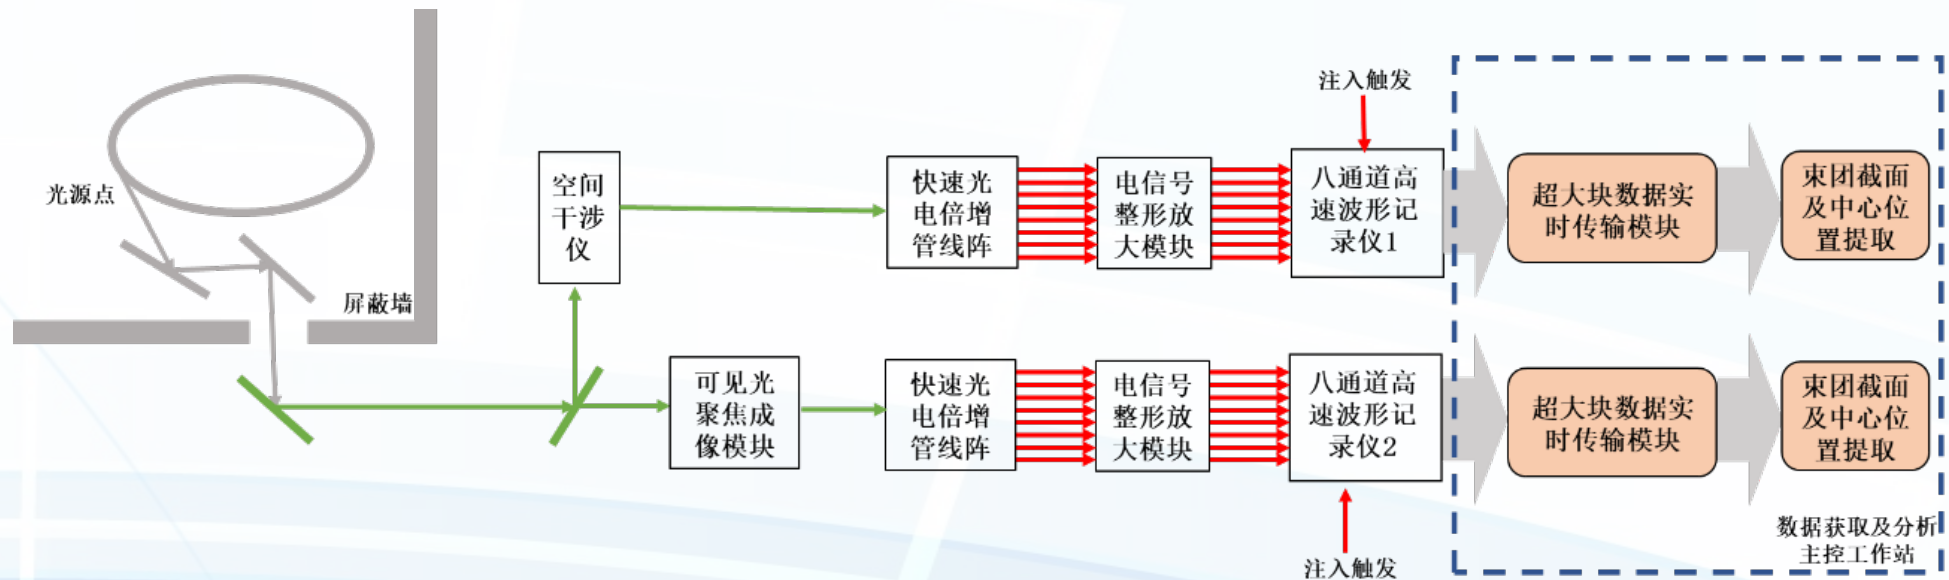 光源点
屏蔽墙
空间
干涉
仪
快速光
电倍增
管线阵
电信号
整形放
大模块
注入触发
八通道高
速波形记
录仪1
超大块数据实
时传输模块
束团截面
及中心位
置提取
可见光
聚焦成
像模块
快速光
电倍增
管线阵
电信号
整形放
大模块
八通道高
速波形记
录仪2
注入触发
超大块数据实
时传输模块
束团截面
及中心位
置提取
数据获取及分析
主控工作站